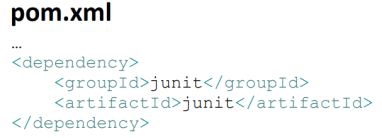 pom.xml
…
<dependency>
    <groupId>junit</groupId>
    <artifactId>junit</artifactId>
</dependency>